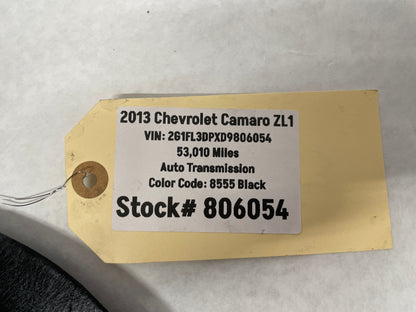 2013 Chevrolet Camaro ZL1
VIN: 2G1FL3DPXD9806054
53,010 Miles
Auto Transmission
Color Code: 8555 Black
Stock# 806054